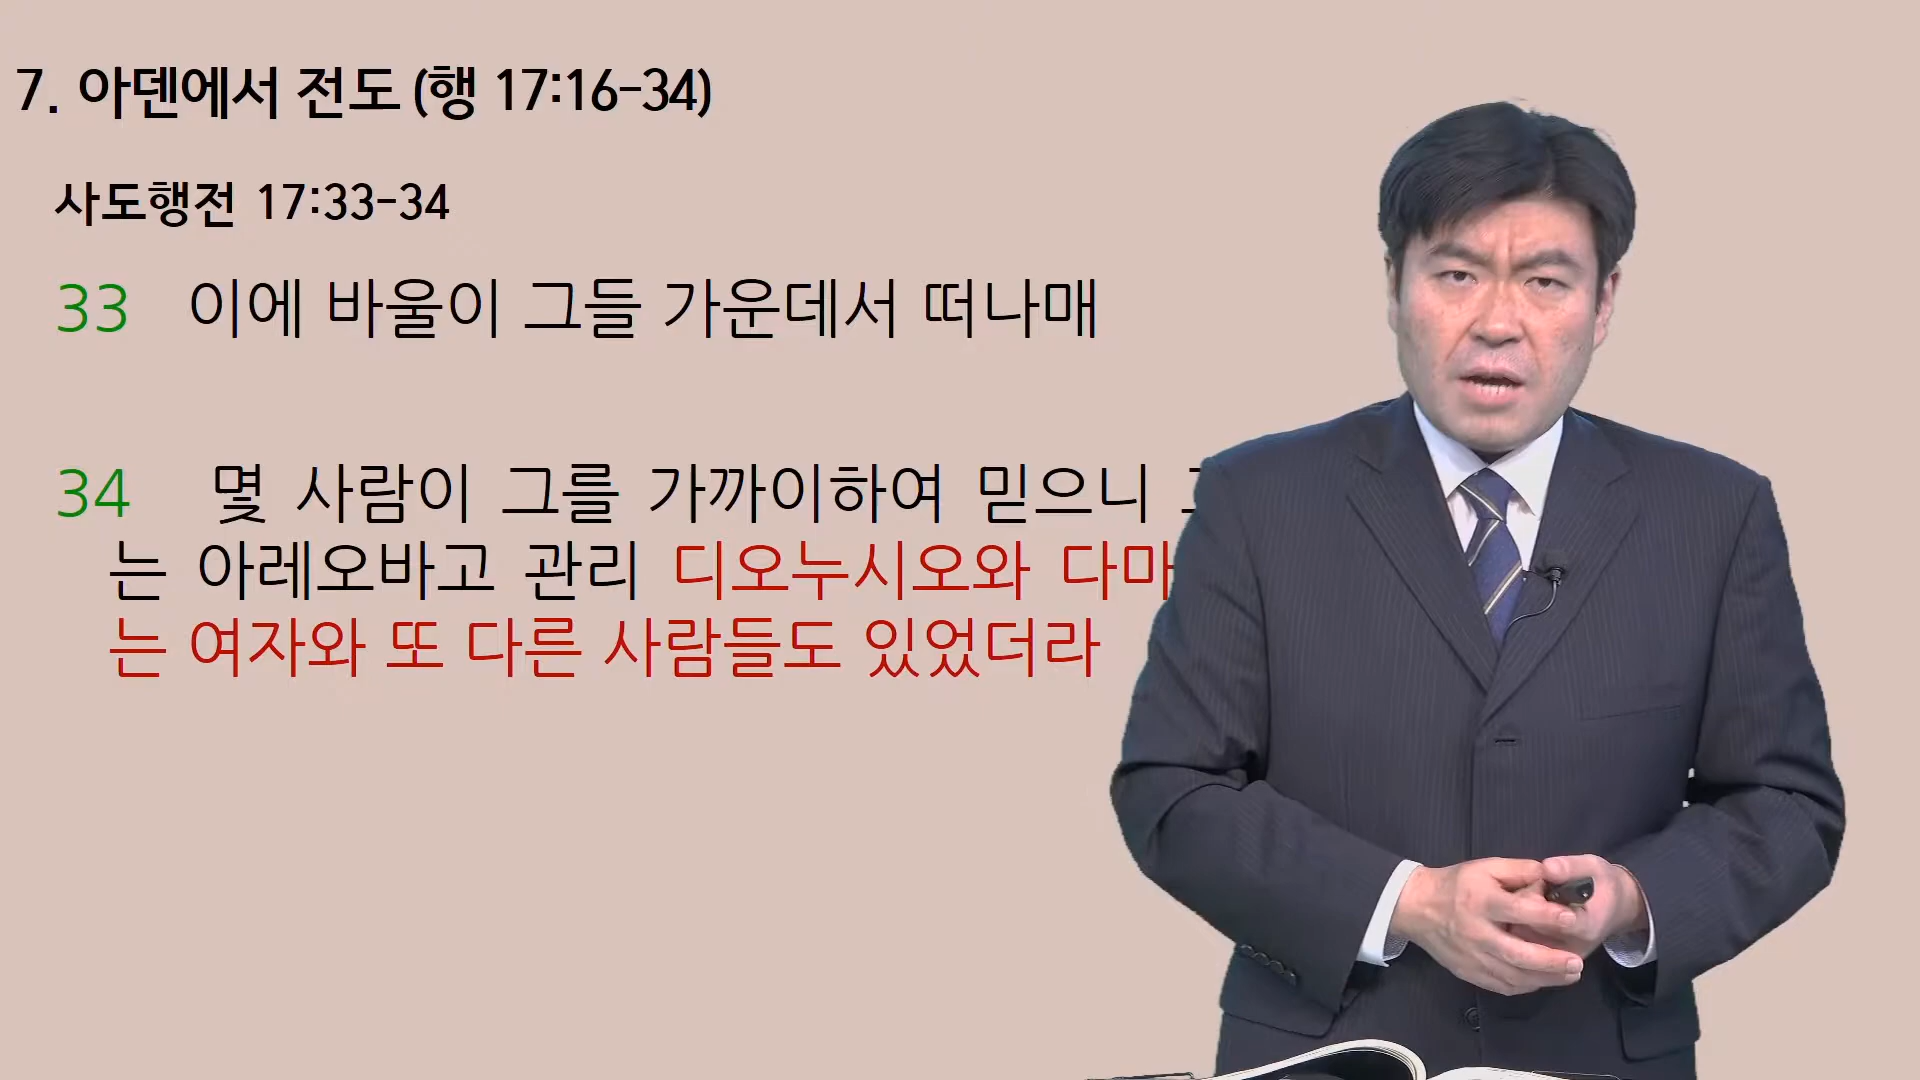 7. 아덴에서 전도 (행 17:16-34)
사도행전 17:33-34
33 이에 바울이 그들 가운데서 떠나매
34 몇 사람이 그를 가까이하여 믿으니
는 아레오바고 관리 디오누시오와 다마
는 여자와 또 다른 사람들도 있었더라